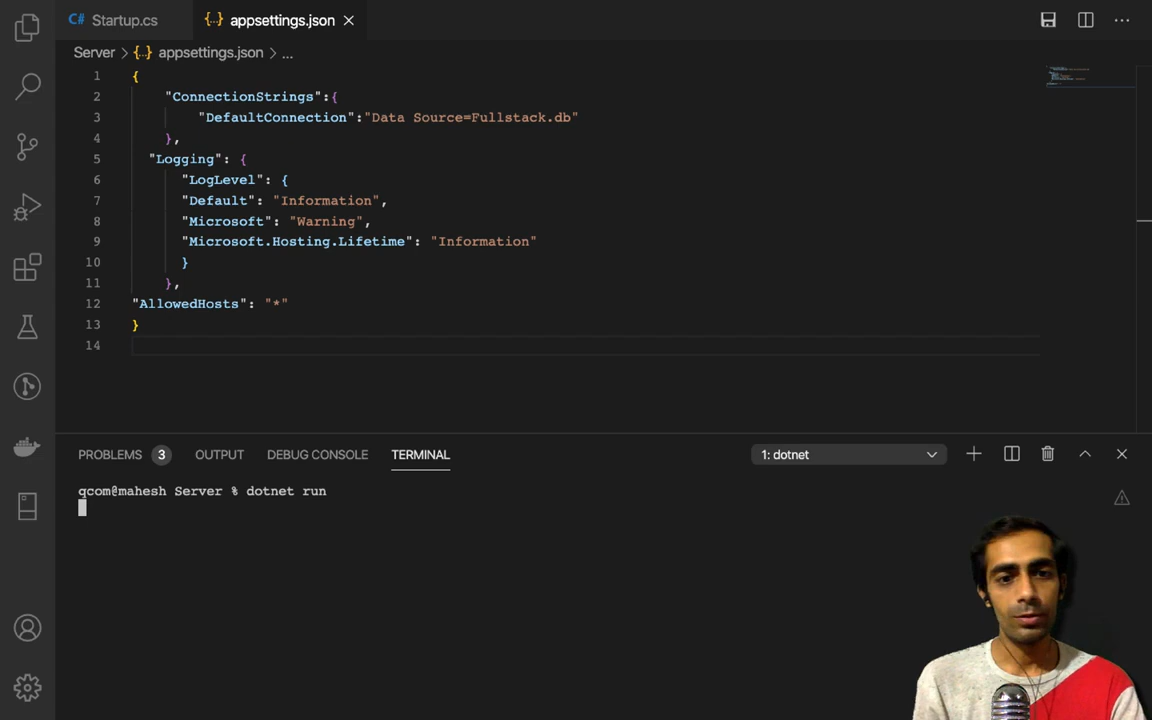 C# Startup.cs
{..} appsettings.json
Server > {..} appsettings.json > ...
1 {
2 "ConnectionStrings":{
3 "DefaultConnection":"Data Source=Fullstack.db"
4 },
5 "Logging": {
6 "LogLevel": {
7 "Default": "Information",
8 "Microsoft": "Warning",
9 "Microsoft.Hosting.Lifetime": "Information"
10 }
11 },
12 "AllowedHosts": "*"
13 }
14
PROBLEMS 3 OUTPUT DEBUG CONSOLE TERMINAL 1: dotnet
qcom@mahesh Server % dotnet run